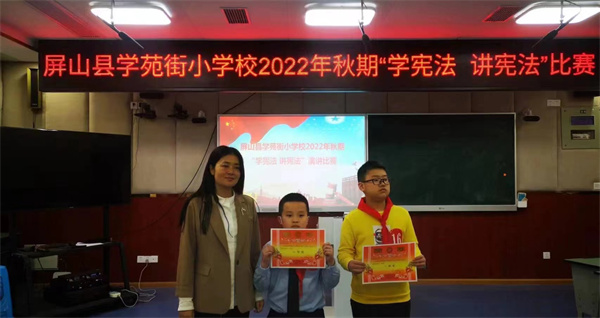 屏山县学苑街小学校2022年秋期“学宪法 讲宪法”比赛
屏山县学苑街小学校2022年秋期
“学宪法 讲宪法”演讲比赛
16